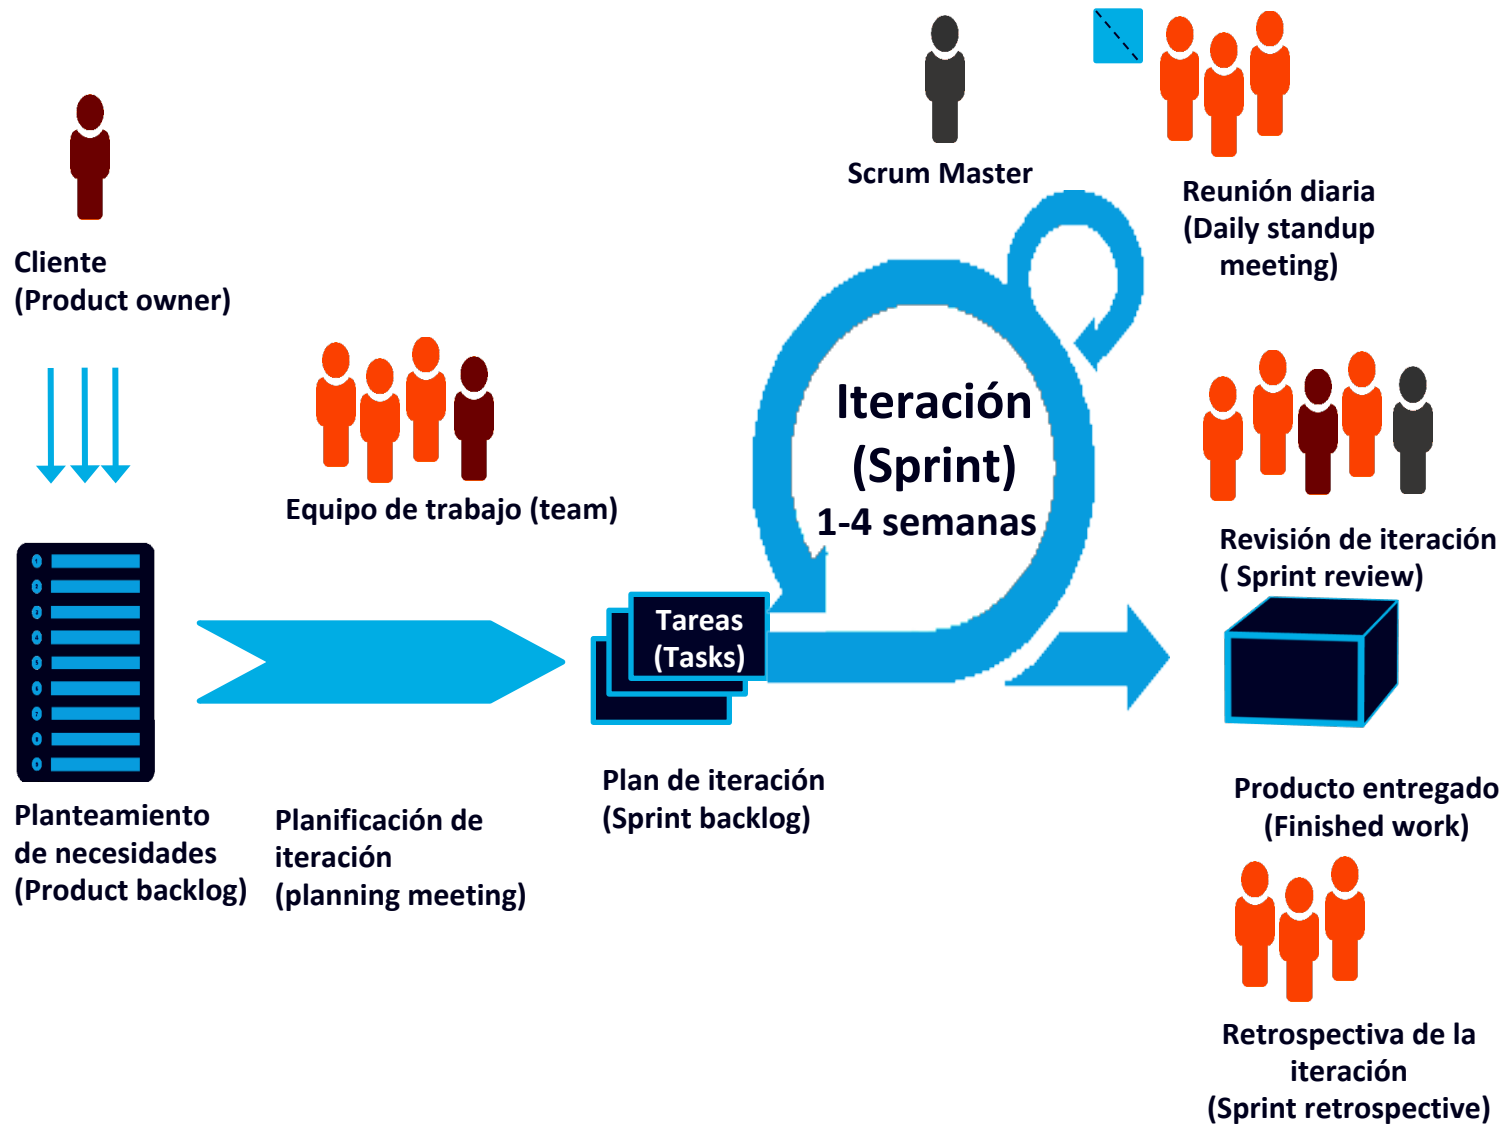 Scrum Master
Reunión diaria
(Daily standup
meeting)
Cliente
(Product owner)
Equipo de trabajo (team)
Iteración
(Sprint)
1-4 semanas
Revisión de iteración
( Sprint review)
Tareas
(Tasks)
Planteamiento
de necesidades
(Product backlog)
Planificación de
iteración
(planning meeting)
Plan de iteración
(Sprint backlog)
Producto entregado
(Finished work)
Retrospectiva de la
iteración
(Sprint retrospective)